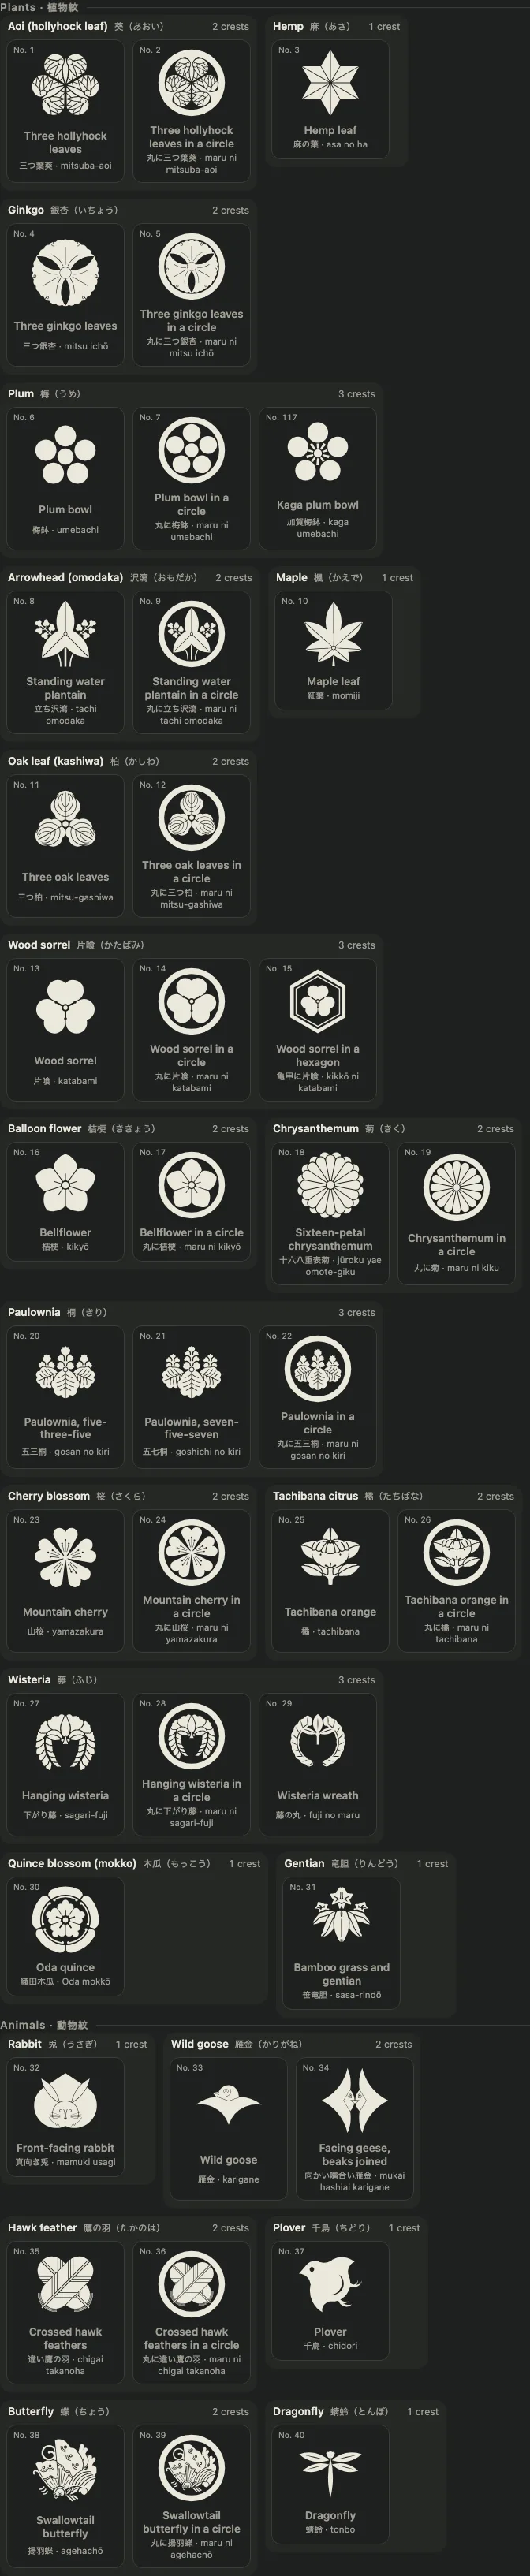 Plants · 植物紋
Aoi (hollyhock leaf) 葵（あおい） 2 crests
No. 1
Three hollyhock
leaves
三つ葉葵 · mitsuba-aoi
No. 2
Three hollyhock
leaves in a circle
丸に三つ葉葵 · maru ni
mitsuba-aoi
Hemp 麻（あさ） 1 crest
No. 3
Hemp leaf
麻の葉 · asa no ha
Ginkgo 銀杏（いちょう） 2 crests
No. 4
Three ginkgo leaves
三つ銀杏 · mitsu ichō
No. 5
Three ginkgo leaves
in a circle
丸に三つ銀杏 · maru ni
mitsu ichō
Plum 梅（うめ） 3 crests
No. 6
Plum bowl
梅鉢 · umebachi
No. 7
Plum bowl in a
circle
丸に梅鉢 · maru ni
umebachi
No. 117
Kaga plum bowl
加賀梅鉢 · kaga
umebachi
Arrowhead (omodaka) 沢瀉（おもだか） 2 crests
No. 8
Standing water
plantain
立ち沢瀉 · tachi
omodaka
No. 9
Standing water
plantain in a circle
丸に立ち沢瀉 · maru ni
tachi omodaka
Maple 楓（かえで） 1 crest
No. 10
Maple leaf
紅葉 · momiji
Oak leaf (kashiwa) 柏（かしわ） 2 crests
No. 11
Three oak leaves
三つ柏 · mitsu-gashiwa
No. 12
Three oak leaves in
a circle
丸に三つ柏 · maru ni
mitsu-gashiwa
Wood sorrel 片喰（かたばみ） 3 crests
No. 13
Wood sorrel
片喰 · katabami
No. 14
Wood sorrel in a
circle
丸に片喰 · maru ni
katabami
No. 15
Wood sorrel in a
hexagon
亀甲に片喰 · kikkō ni
katabami
Balloon flower 桔梗（ききょう） 2 crests
No. 16
Bellflower
桔梗 · kikyō
No. 17
Bellflower in a circle
丸に桔梗 · maru ni kikyō
Chrysanthemum 菊（きく） 2 crests
No. 18
Sixteen-petal
chrysanthemum
十六八重表菊 · jūroku yae
omote-giku
No. 19
Chrysanthemum in
a circle
丸に菊 · maru ni kiku
Paulownia 桐（きり） 3 crests
No. 20
Paulownia, five-
three-five
五三桐 · gosan no kiri
No. 21
Paulownia, seven-
five-seven
五七桐 · goshichi no kiri
No. 22
Paulownia in a
circle
丸に五三桐 · maru ni
gosan no kiri
Cherry blossom 桜（さくら） 2 crests
No. 23
Mountain cherry
山桜 · yamazakura
No. 24
Mountain cherry in
a circle
丸に山桜 · maru ni
yamazakura
Tachibana citrus 橘（たちばな） 2 crests
No. 25
Tachibana orange
橘 · tachibana
No. 26
Tachibana orange in
a circle
丸に橘 · maru ni
tachibana
Wisteria 藤（ふじ） 3 crests
No. 27
Hanging wisteria
下がり藤 · sagari-fuji
No. 28
Hanging wisteria in
a circle
丸に下がり藤 · maru ni
sagari-fuji
No. 29
Wisteria wreath
藤の丸 · fuji no maru
Quince blossom (mokko) 木瓜（もっこう） 1 crest
No. 30
Oda quince
織田木瓜 · Oda mokkō
Gentian 竜胆（りんどう） 1 crest
No. 31
Bamboo grass and
gentian
笹竜胆 · sasa-rindō
Animals · 動物紋
Rabbit 兎（うさぎ） 1 crest
No. 32
Front-facing rabbit
真向き兎 · mamuki usagi
Wild goose 雁金（かりがね） 2 crests
No. 33
Wild goose
雁金 · karigane
No. 34
Facing geese,
beaks joined
向かい嘴合い雁金 · mukai
hashiai karigane
Hawk feather 鷹の羽（たかのは） 2 crests
No. 35
Crossed hawk
feathers
違い鷹の羽 · chigai
takanoha
No. 36
Crossed hawk
feathers in a circle
丸に違い鷹の羽 · maru ni
chigai takanoha
Plover 千鳥（ちどり） 1 crest
No. 37
Plover
千鳥 · chidori
Butterfly 蝶（ちょう） 2 crests
No. 38
Swallowtail
butterfly
揚羽蝶 · agehachō
No. 39
Swallowtail
butterfly in a circle
丸に揚羽蝶 · maru ni
agehachō
Dragonfly 蜻蛉（とんぼ） 1 crest
No. 40
Dragonfly
蜻蛉 · tonbo